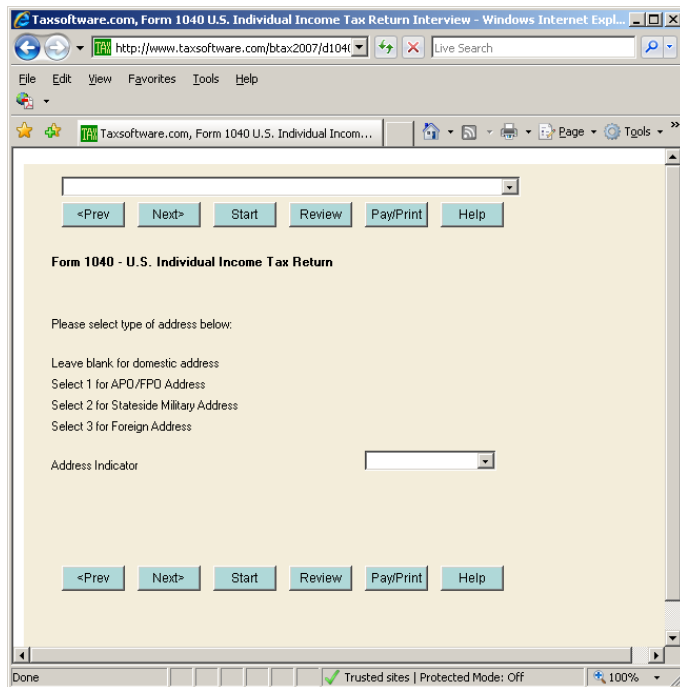 Taxsoftware.com, Form 1040 U.S. Individual Income Tax Return Interview - Windows Internet Expl...
TAX http://www.taxsoftware.com/btax2007/d104( Live Search
File Edit View Favorites Tools Help
TAX Taxsoftware.com, Form 1040 U.S. Individual Incom... Page Tools »
<Prev Next> Start Review Pay/Print Help
Form 1040 - U.S. Individual Income Tax Return
Please select type of address below:
Leave blank for domestic address
Select 1 for APO/FPO Address
Select 2 for Stateside Military Address
Select 3 for Foreign Address
Address Indicator
<Prev Next> Start Review Pay/Print Help
Done Trusted sites | Protected Mode: Off 100%